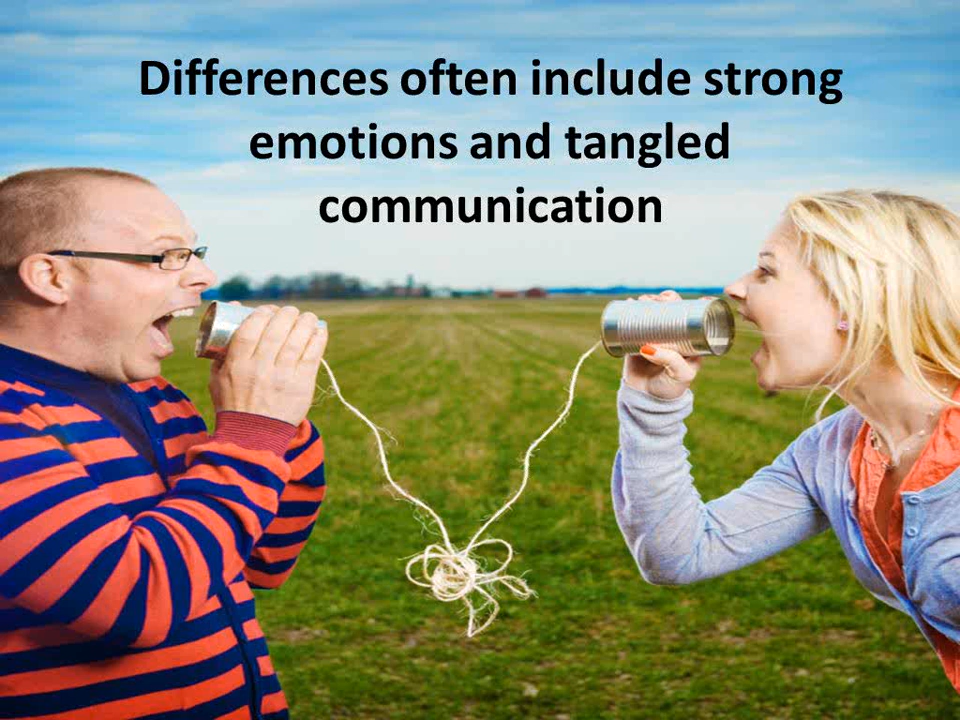 Differences often include strong
emotions and tangled
communication